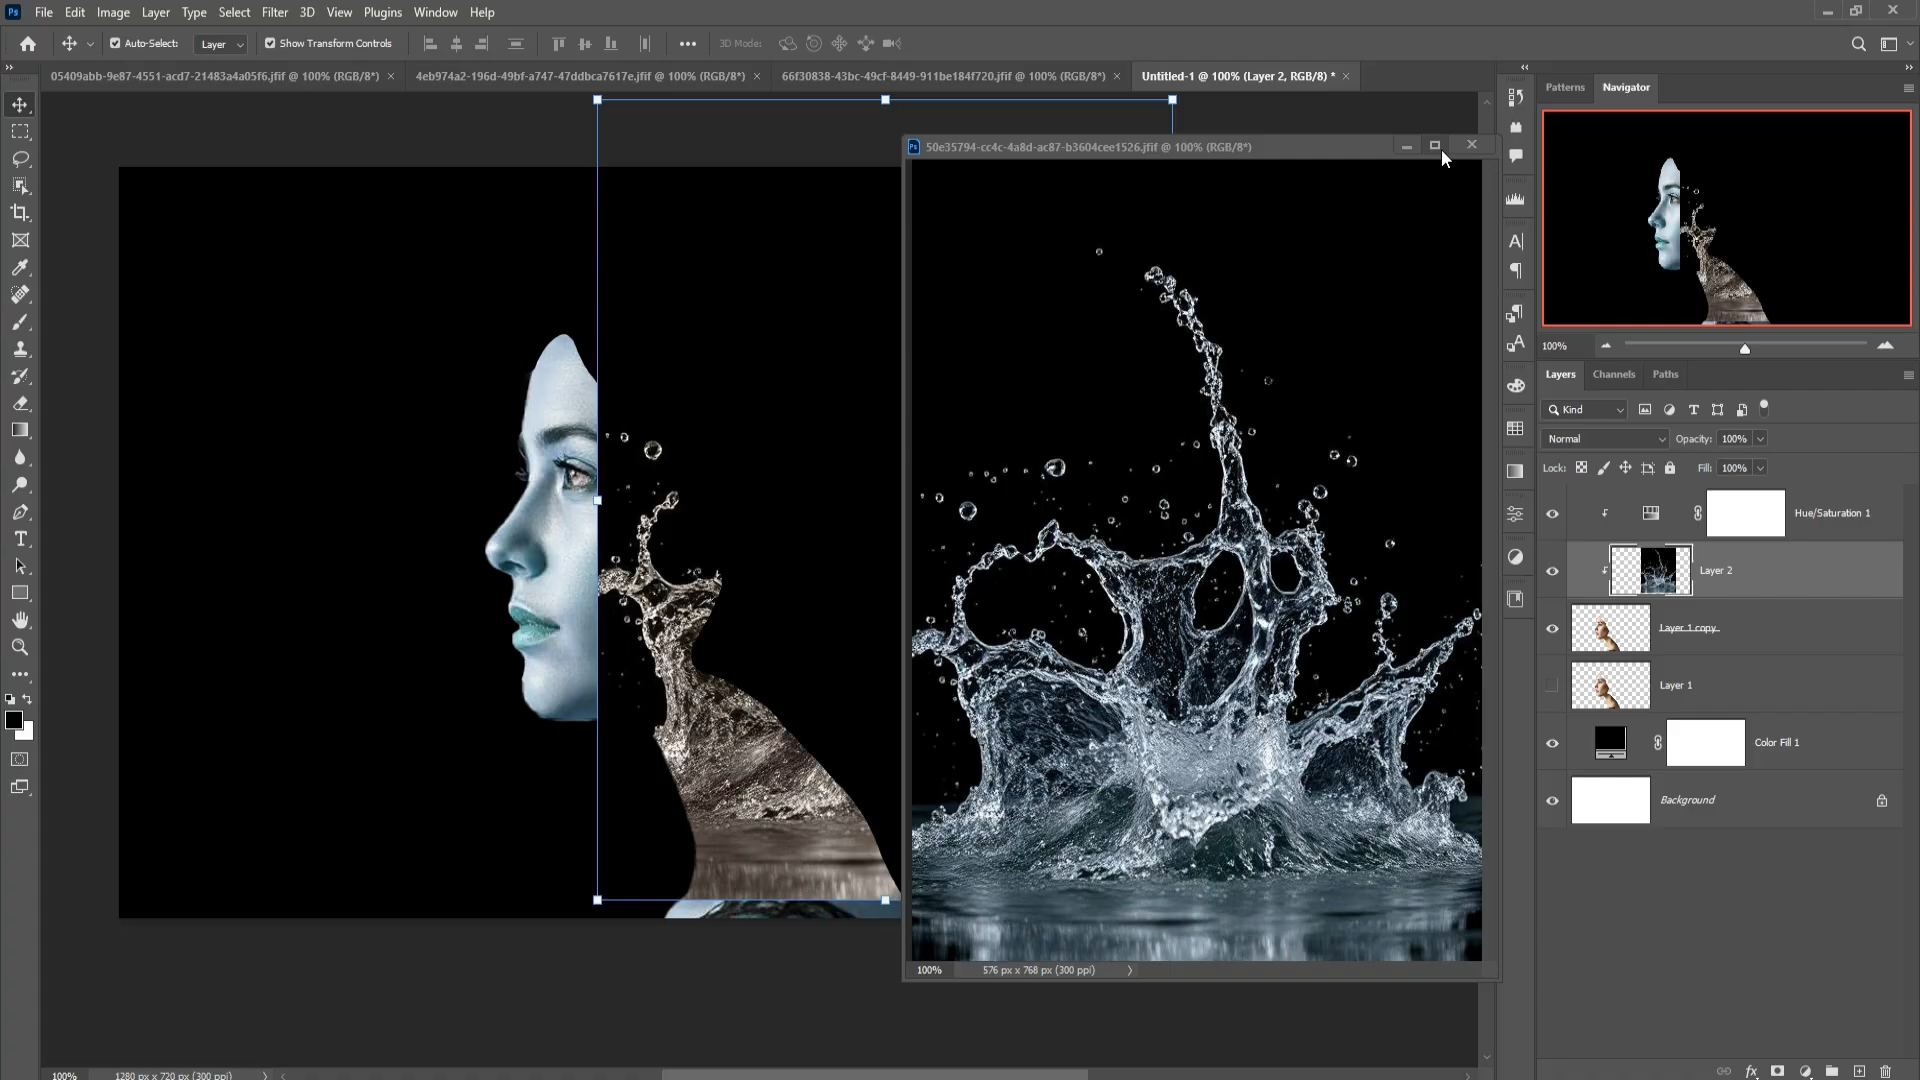 Ps File Edit Image Layer Type Select Filter 3D View Plugins Window Help
Auto-Select: Layer Show Transform Controls 3D Mode:
05409abb-9e87-4551-acd7-21483a4a05f6.jfif @ 100% (RGB/8*) 4eb974a2-196d-49bf-a747-47ddbca7617e.jfif @ 100% (RGB/8*) 66f30838-43bc-49cf-8449-911be184f720.jfif @ 100% (RGB/8*) Untitled-1 @ 100% (Layer 2, RGB/8) *
Patterns Navigator
Ps 50e35794-cc4c-4a8d-ac87-b3604cee1526.jfif @ 100% (RGB/8*)
100%
Layers Channels Paths
Kind
Normal Opacity: 100%
Lock: Fill: 100%
Hue/Saturation 1
Layer 2
Layer 1 copy
Layer 1
Color Fill 1
Background
100% 576 px x 768 px (300 ppi)
100% 1280 px x 720 px (300 ppi)
fx